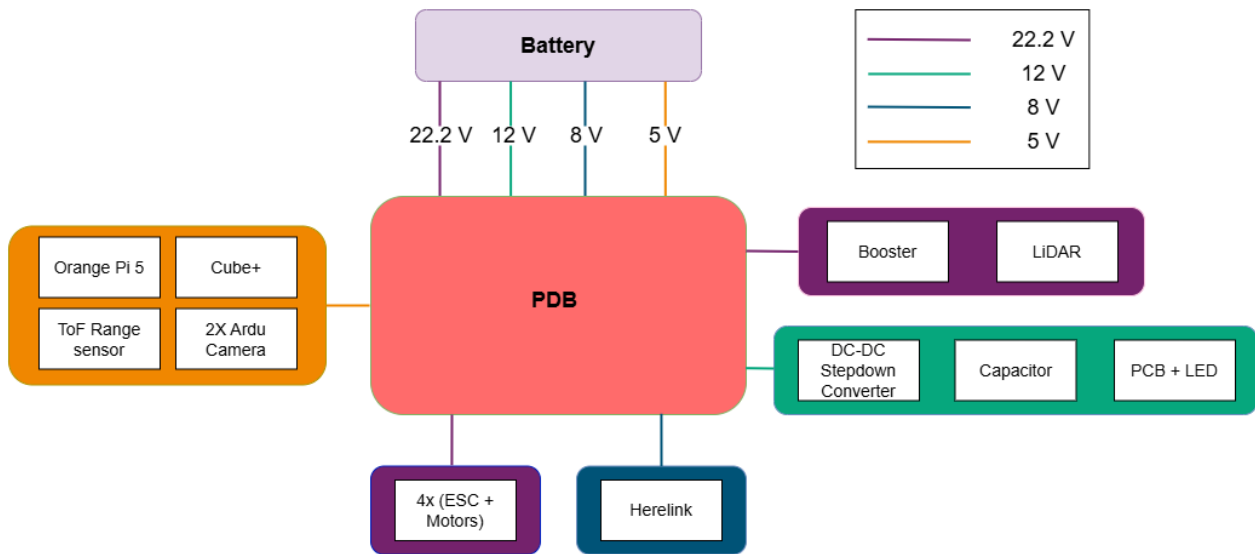 Battery
22.2 V
12 V
8 V
5 V
22.2 V
12 V
8 V
5 V
PDB
Orange Pi 5
Cube+
ToF Range
sensor
2X Ardu
Camera
Booster
LiDAR
DC-DC
Stepdown
Converter
Capacitor
PCB + LED
4x (ESC +
Motors)
Herelink